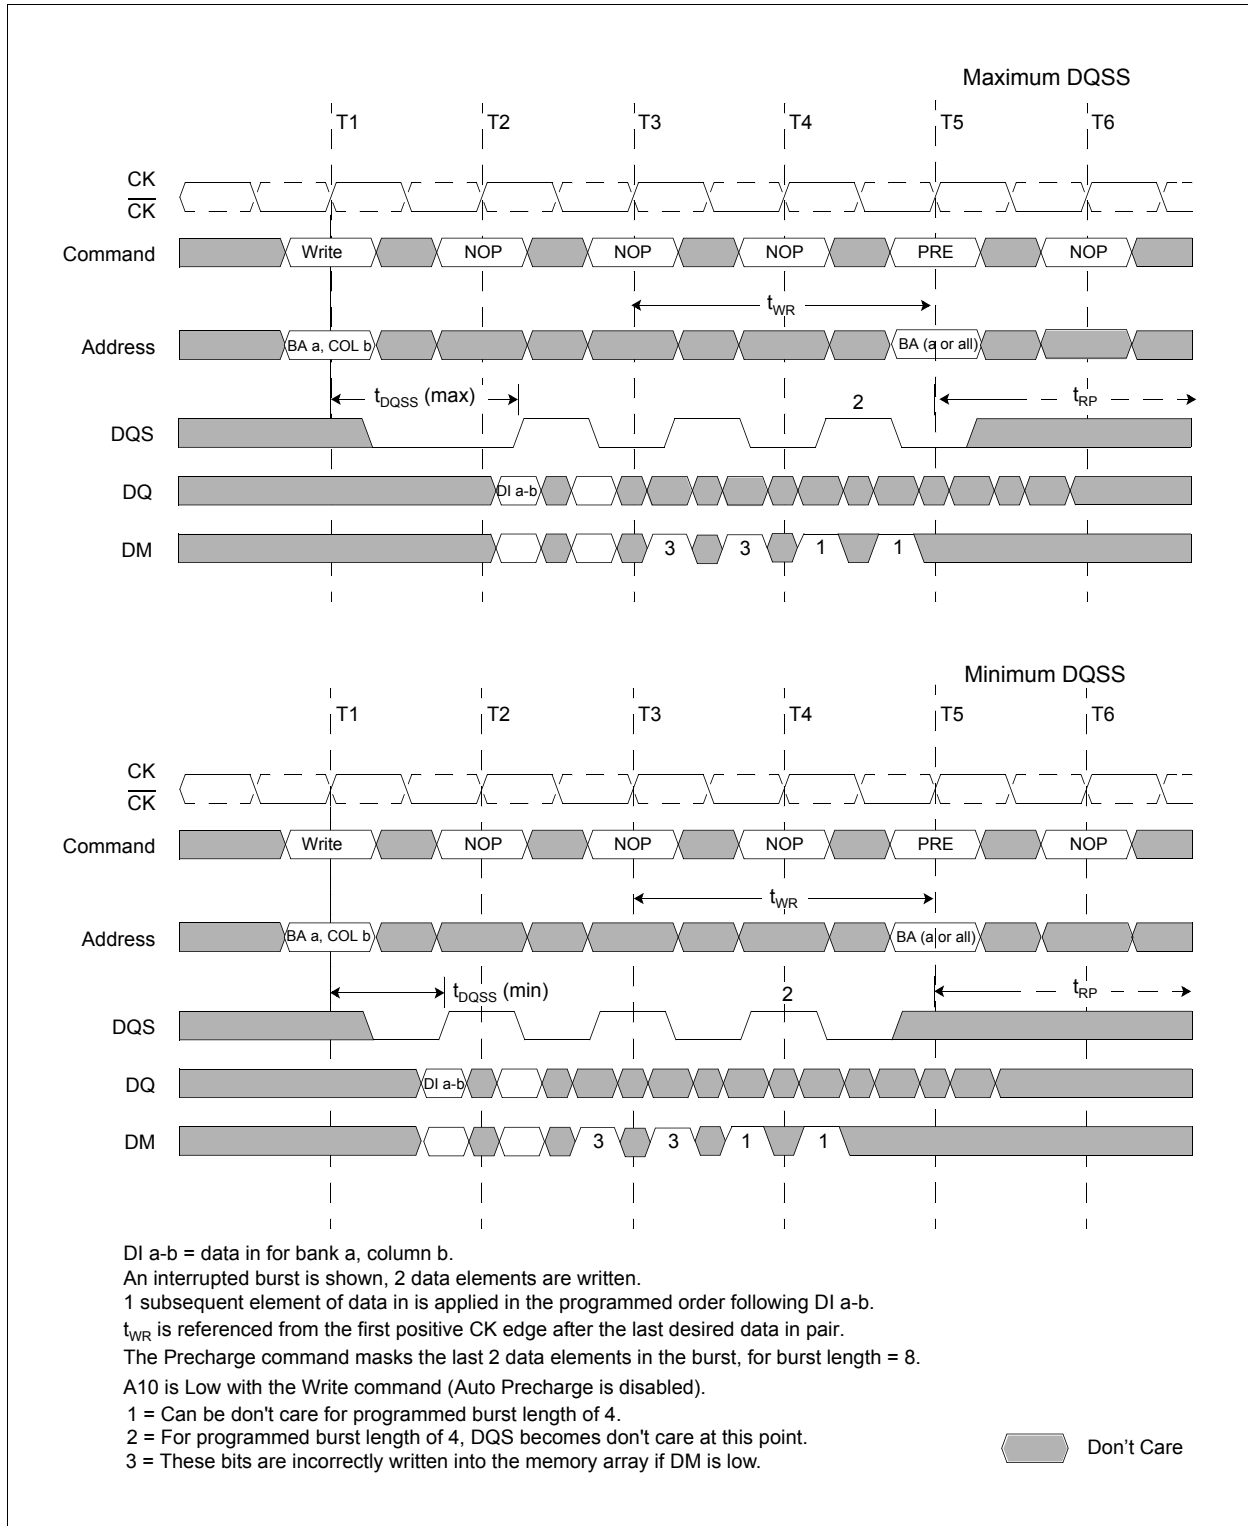 Maximum DQSS
T1 T2 T3 T4 T5 T6
CK
CK
Command Write NOP NOP NOP PRE NOP
tWR
Address BA a, COL b BA (a or all)
tDQSS (max) 2 tRP
DQS
DQ DI a-b
DM 3 3 1 1
Minimum DQSS
T1 T2 T3 T4 T5 T6
CK
CK
Command Write NOP NOP NOP PRE NOP
tWR
Address BA a, COL b BA (a or all)
tDQSS (min) 2 tRP
DQS
DQ DI a-b
DM 3 3 1 1
DI a-b = data in for bank a, column b.
An interrupted burst is shown, 2 data elements are written.
1 subsequent element of data in is applied in the programmed order following DI a-b.
tWR is referenced from the first positive CK edge after the last desired data in pair.
The Precharge command masks the last 2 data elements in the burst, for burst length = 8.
A10 is Low with the Write command (Auto Precharge is disabled).
1 = Can be don't care for programmed burst length of 4.
2 = For programmed burst length of 4, DQS becomes don't care at this point.
3 = These bits are incorrectly written into the memory array if DM is low.
Don't Care